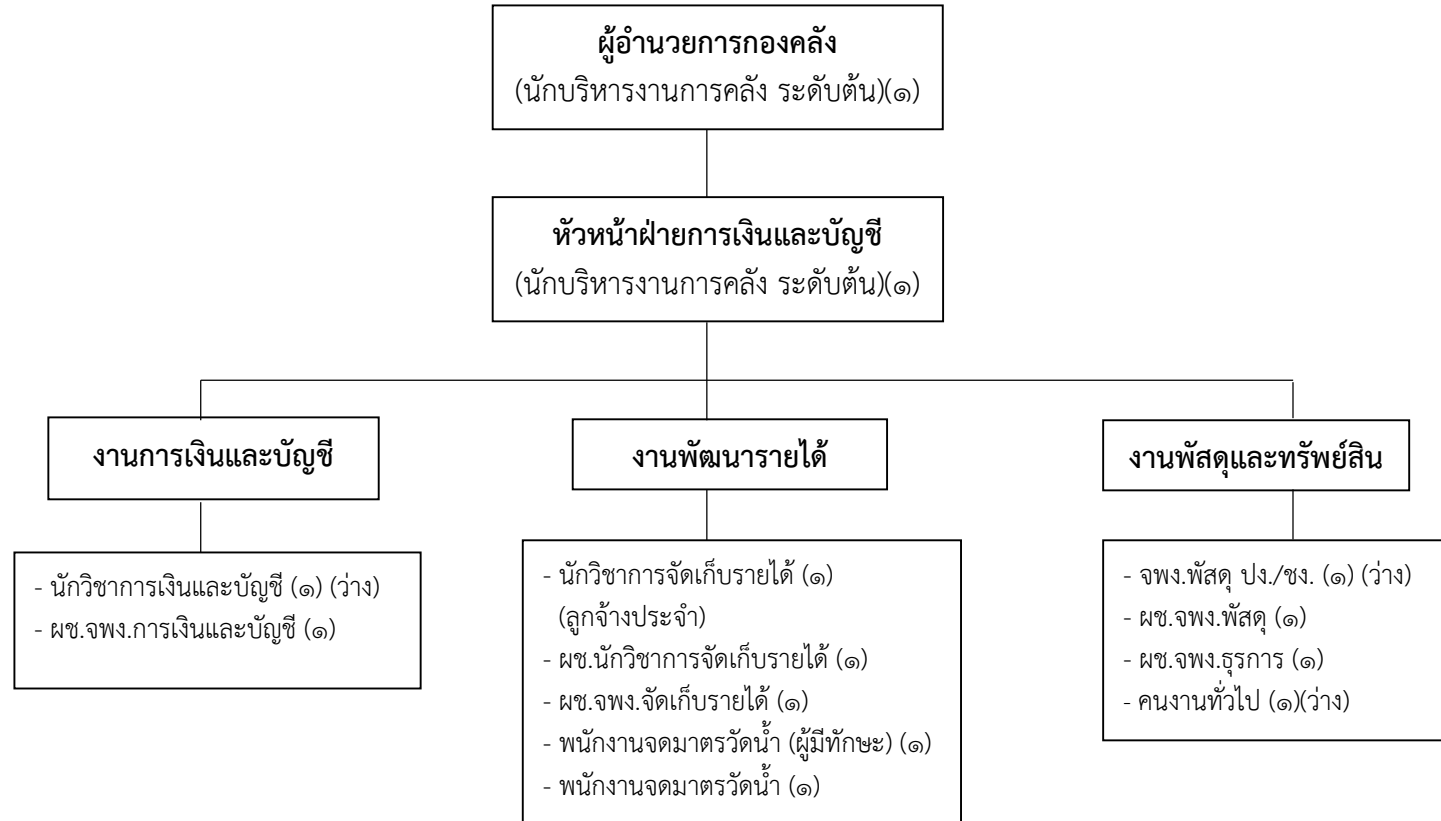 ผู้อำนวยการกองคลัง
(นักบริหารงานการคลัง ระดับต้น)(๑)
หัวหน้าฝ่ายการเงินและบัญชี
(นักบริหารงานการคลัง ระดับต้น)(๑)
งานการเงินและบัญชี
- นักวิชาการเงินและบัญชี (๑) (ว่าง)
- ผช.จพง.การเงินและบัญชี (๑)
งานพัฒนารายได้
- นักวิชาการจัดเก็บรายได้ (๑)
(ลูกจ้างประจำ)
- ผช.นักวิชาการจัดเก็บรายได้ (๑)
- ผช.จพง.จัดเก็บรายได้ (๑)
- พนักงานจดมาตรวัดน้ำ (ผู้มีทักษะ) (๑)
- พนักงานจดมาตรวัดน้ำ (๑)
งานพัสดุและทรัพย์สิน
- จพง.พัสดุ ปง./ชง. (๑) (ว่าง)
- ผช.จพง.พัสดุ (๑)
- ผช.จพง.ธุรการ (๑)
- คนงานทั่วไป (๑)(ว่าง)